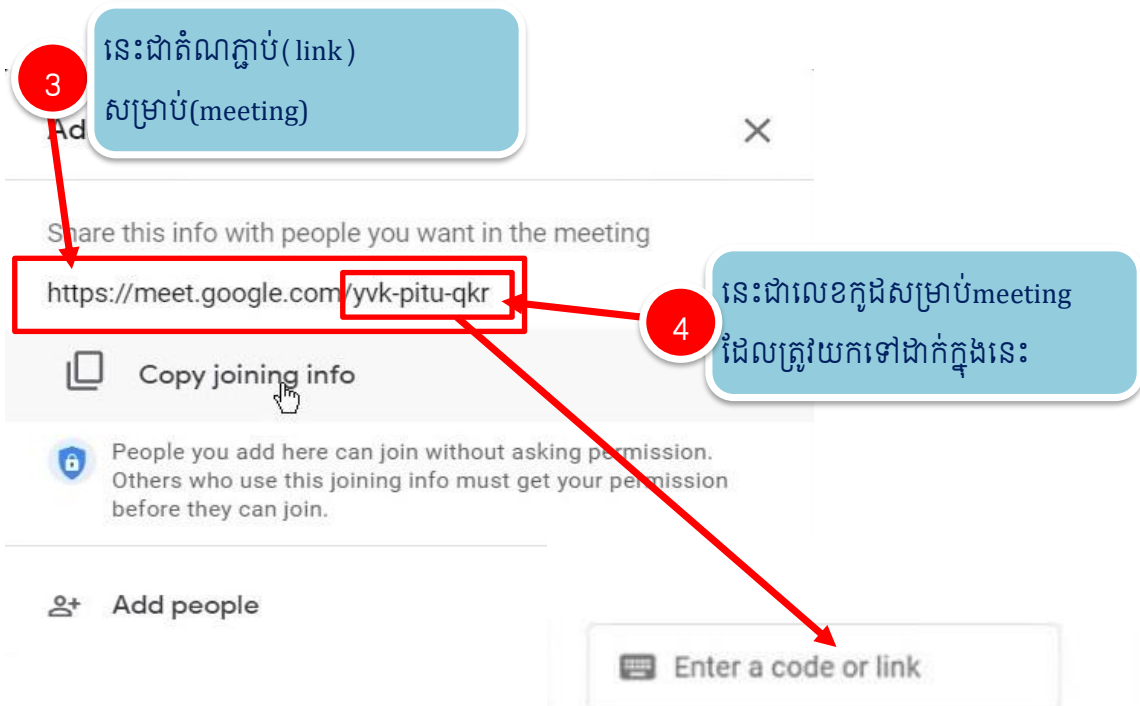 នេះជាតំណភ្ជាប់( link )
សម្រាប់(meeting)
3
Ad
Share this info with people you want in the meeting
https://meet.google.com/yvk-pitu-qkr
នេះជាលេខកូដសម្រាប់meeting
ដែលត្រូវយកទៅដាក់ក្នុងនេះ
4
Copy joining info
People you add here can join without asking permission.
Others who use this joining info must get your permission
before they can join.
Add people
Enter a code or link